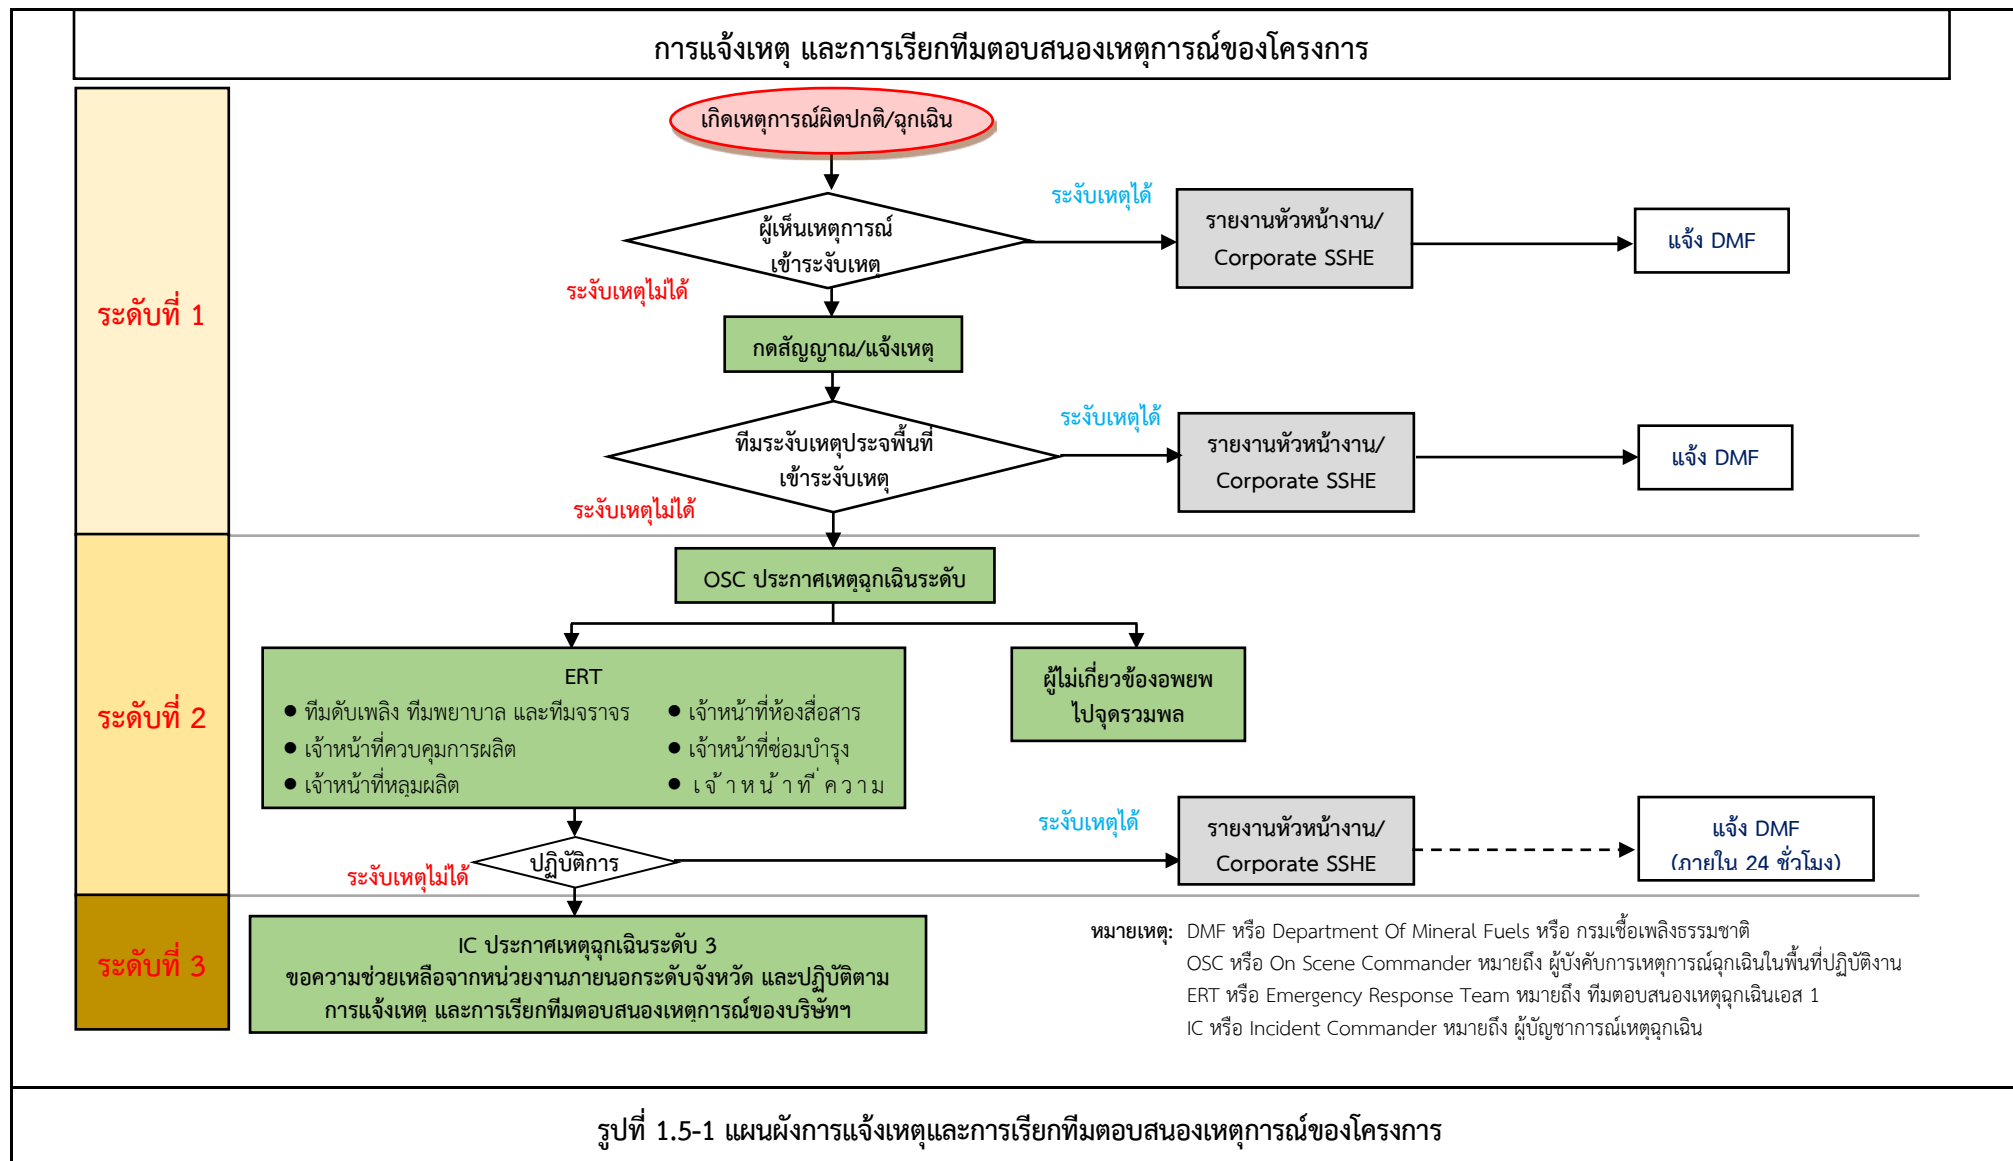 การแจ้งเหตุ และการเรียกทีมตอบสนองเหตุการณ์ของโครงการ
เกิดเหตุการณ์ผิดปกติ/ฉุกเฉิน
ระดับที่ 1
ผู้เห็นเหตุการณ์
เข้าระงับเหตุ
ระงับเหตุได้
รายงานหัวหน้างาน/
Corporate SSHE
แจ้ง DMF
ระงับเหตุไม่ได้
กดสัญญาณ/แจ้งเหตุ
ทีมระงับเหตุประจพื้นที่
เข้าระงับเหตุ
ระงับเหตุได้
รายงานหัวหน้างาน/
Corporate SSHE
แจ้ง DMF
ระงับเหตุไม่ได้
ระดับที่ 2
OSC ประกาศเหตุฉุกเฉินระดับ
ERT
● ทีมดับเพลิง ทีมพยาบาล และทีมจราจร
● เจ้าหน้าที่ควบคุมการผลิต
● เจ้าหน้าที่หลุมผลิต
● เจ้าหน้าที่ห้องสื่อสาร
● เจ้าหน้าที่ซ่อมบำรุง
● เจ้าหน้าที่ความ
ผู้ไม่เกี่ยวข้องอพยพ
ไปจุดรวมพล
ปฏิบัติการ
ระงับเหตุได้
รายงานหัวหน้างาน/
Corporate SSHE
แจ้ง DMF
(ภายใน 24 ชั่วโมง)
ระงับเหตุไม่ได้
ระดับที่ 3
IC ประกาศเหตุฉุกเฉินระดับ 3
ขอความช่วยเหลือจากหน่วยงานภายนอกระดับจังหวัด และปฏิบัติตาม
การแจ้งเหตุ และการเรียกทีมตอบสนองเหตุการณ์ของบริษัทฯ
หมายเหตุ: DMF หรือ Department Of Mineral Fuels หรือ กรมเชื้อเพลิงธรรมชาติ
OSC หรือ On Scene Commander หมายถึง ผู้บังคับการเหตุการณ์ฉุกเฉินในพื้นที่ปฏิบัติงาน
ERT หรือ Emergency Response Team หมายถึง ทีมตอบสนองเหตุฉุกเฉินเอส 1
IC หรือ Incident Commander หมายถึง ผู้บัญชาการณ์เหตุฉุกเฉิน
รูปที่ 1.5-1 แผนผังการแจ้งเหตุและการเรียกทีมตอบสนองเหตุการณ์ของโครงการ